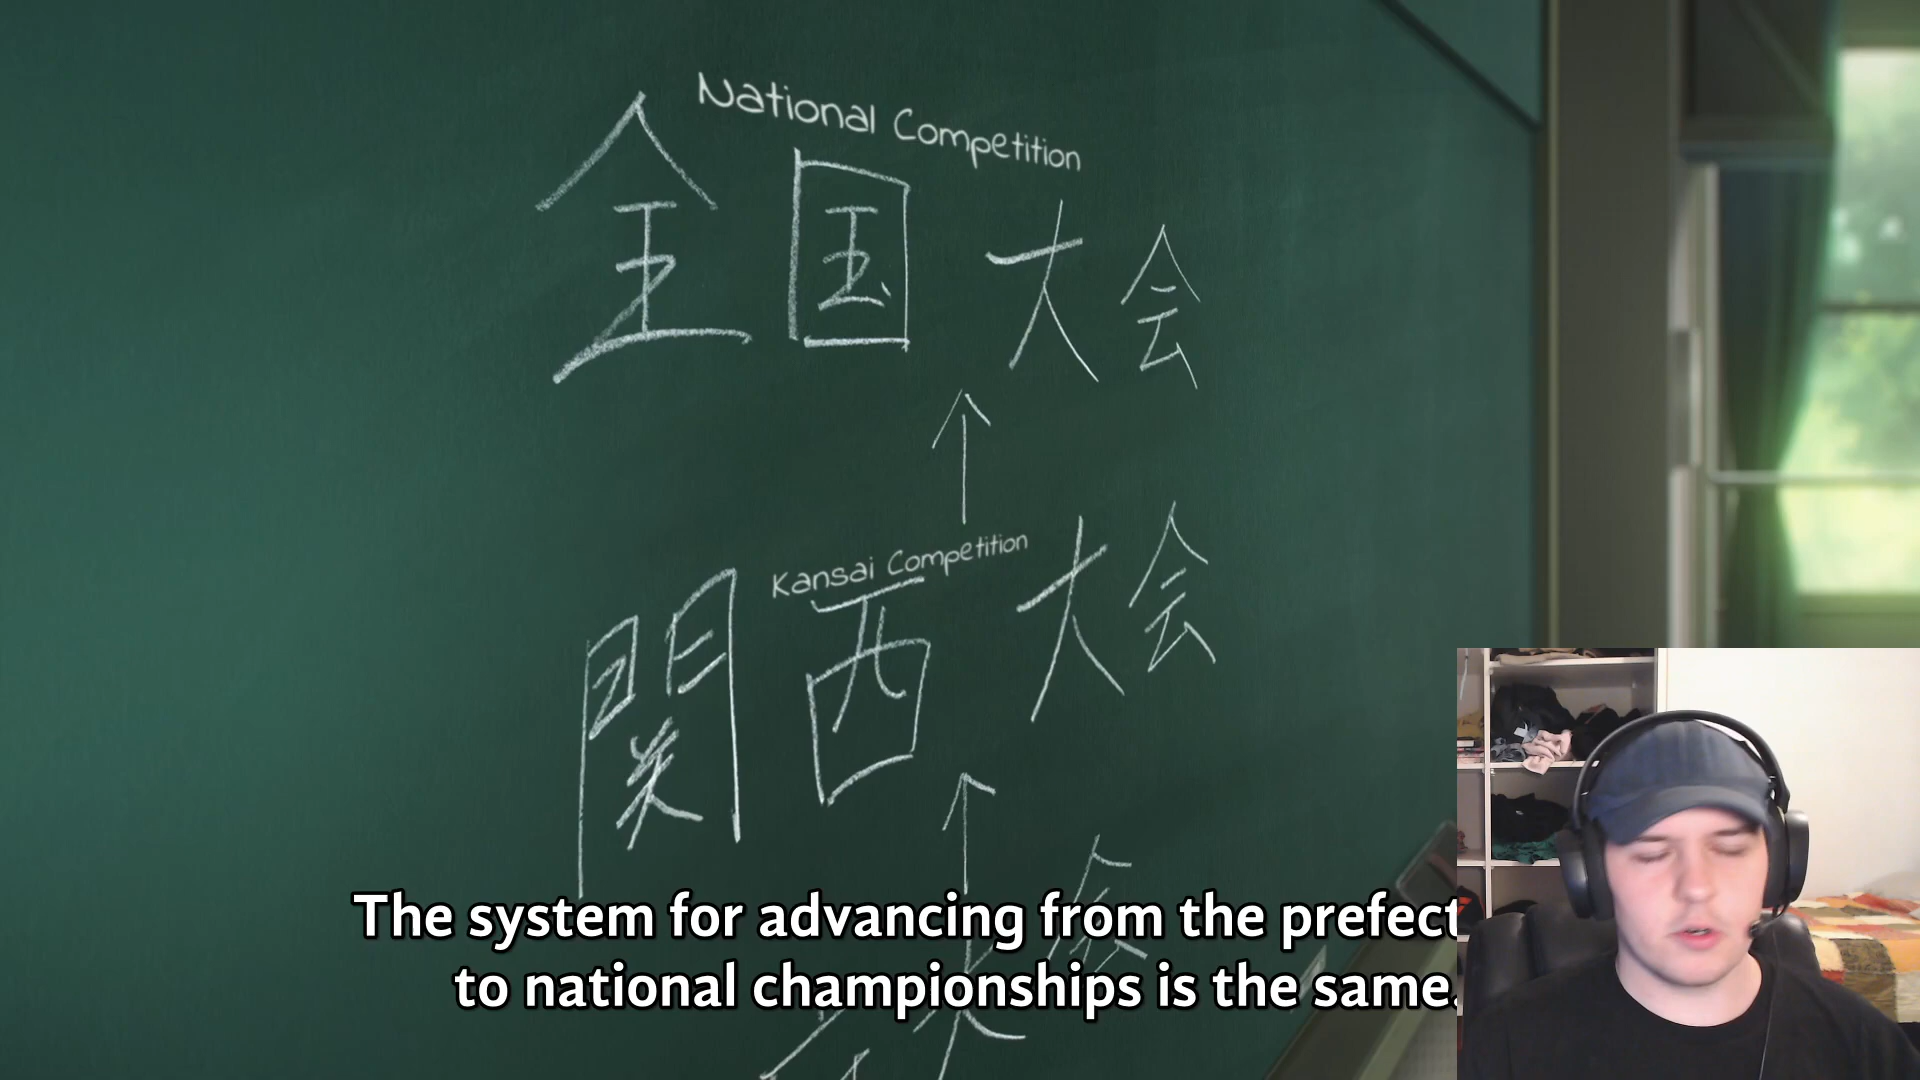 National Competition
全国大会
Kansai Competition
関西大会
The system for advancing from the prefect
to national championships is the same.